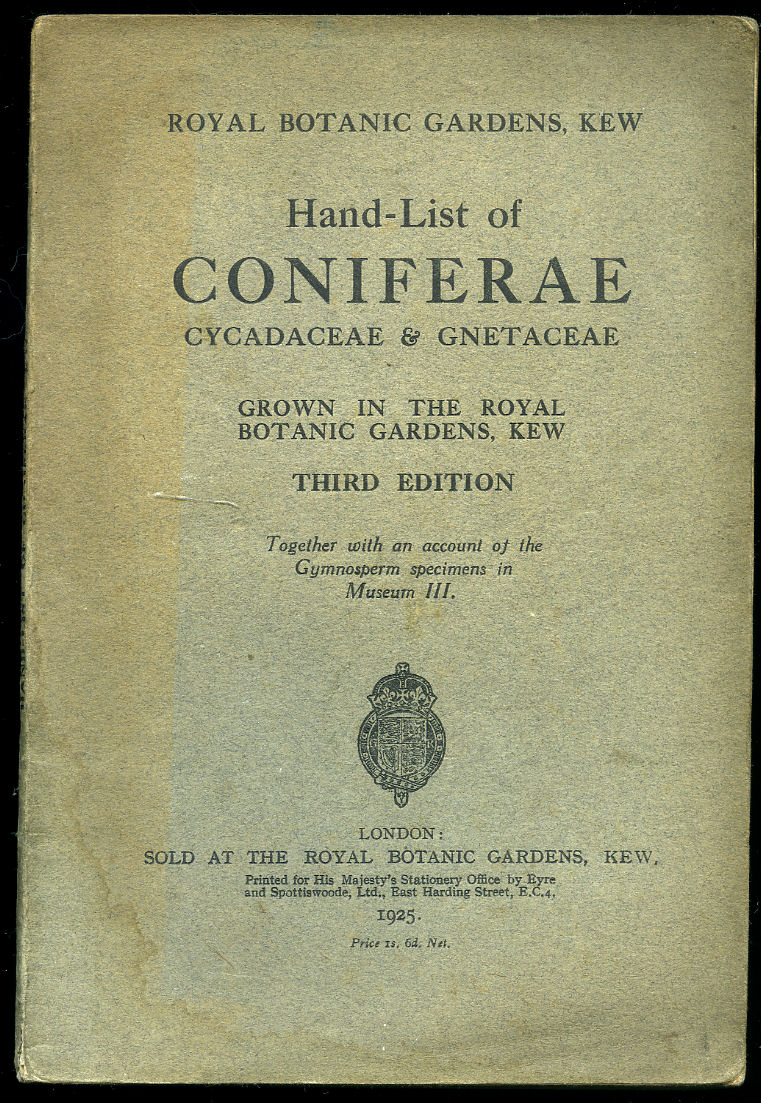 ROYAL BOTANIC GARDENS, KEW
Hand-List of
CONIFERAE
CYCADACEAE & GNETACEAE
GROWN IN THE ROYAL
BOTANIC GARDENS, KEW
THIRD EDITION
Together with an account of the
Gymnosperm specimens in
Museum III.
LONDON:
SOLD AT THE ROYAL BOTANIC GARDENS, KEW.
Printed for His Majesty's Stationery Office by Eyre
and Spottiswoode, Ltd., East Harding Street, E.C.4.
1925.
Price 1s. 6d. Net.